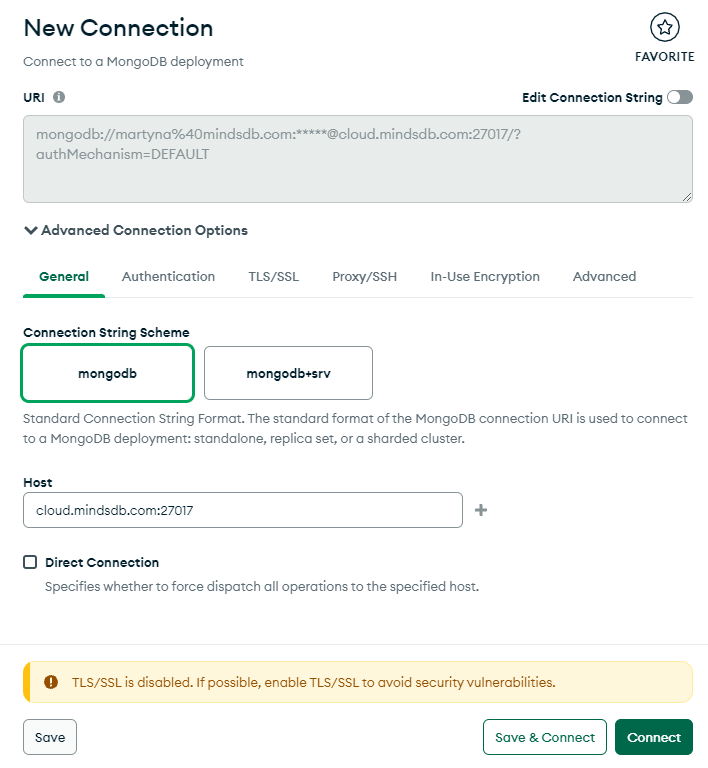 New Connection
FAVORITE
Connect to a MongoDB deployment
URI
Edit Connection String
mongodb://martyna%40mindsdb.com:*****@cloud.mindsdb.com:27017/?
authMechanism=DEFAULT
Advanced Connection Options
General Authentication TLS/SSL Proxy/SSH In-Use Encryption Advanced
Connection String Scheme
mongodb mongodb+srv
Standard Connection String Format. The standard format of the MongoDB connection URI is used to connect
to a MongoDB deployment: standalone, replica set, or a sharded cluster.
Host
cloud.mindsdb.com:27017
Direct Connection
Specifies whether to force dispatch all operations to the specified host.
TLS/SSL is disabled. If possible, enable TLS/SSL to avoid security vulnerabilities.
Save Save & Connect Connect